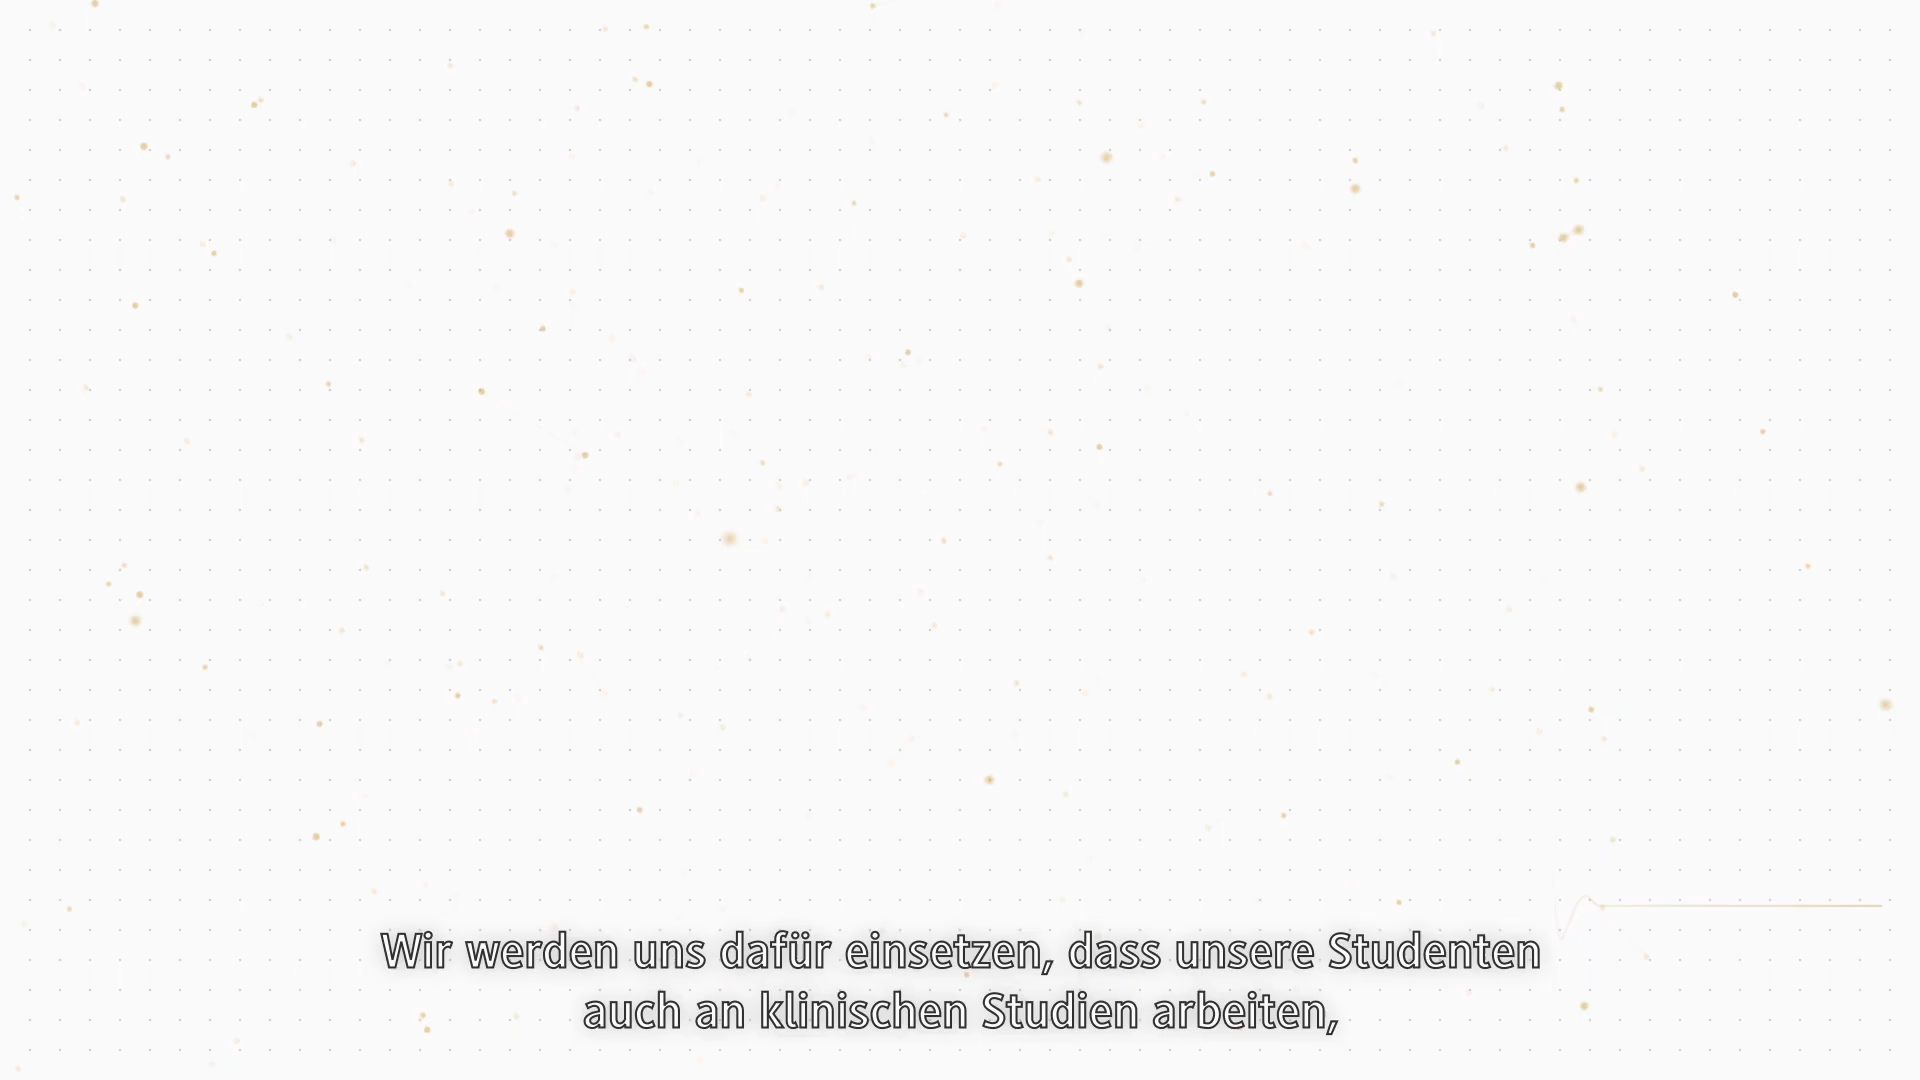 Wir werden uns dafür einsetzen, dass unsere Studenten
auch an klinischen Studien arbeiten,